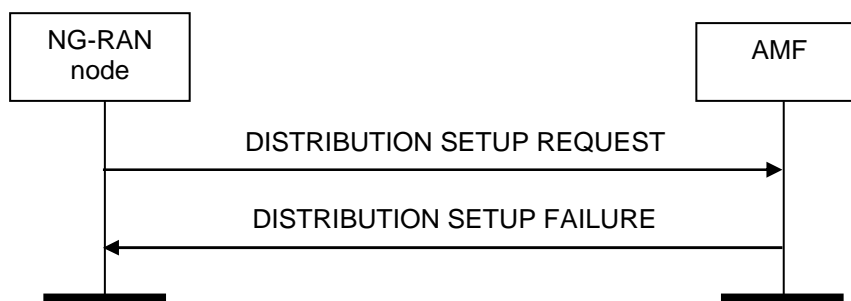 NG-RAN
node
AMF
DISTRIBUTION SETUP REQUEST
DISTRIBUTION SETUP FAILURE